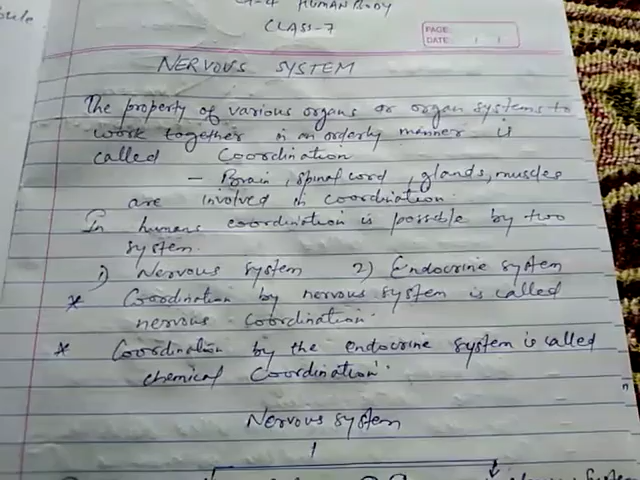 HUMAN BODY
CLASS-7
PAGE:
DATE: / /
NERVOUS SYSTEM
The property of various organs or organ systems to
work together in an orderly manner is
called Coordination
- Brain, spinal cord, glands, muscles
are involved in coordination.
In humans coordination is possible by two
system.
1) Nervous system 2) Endocrine system
* Coordination by nervous system is called
nervous coordination.
* Coordination by the endocrine system is called
chemical Coordination.
Nervous system